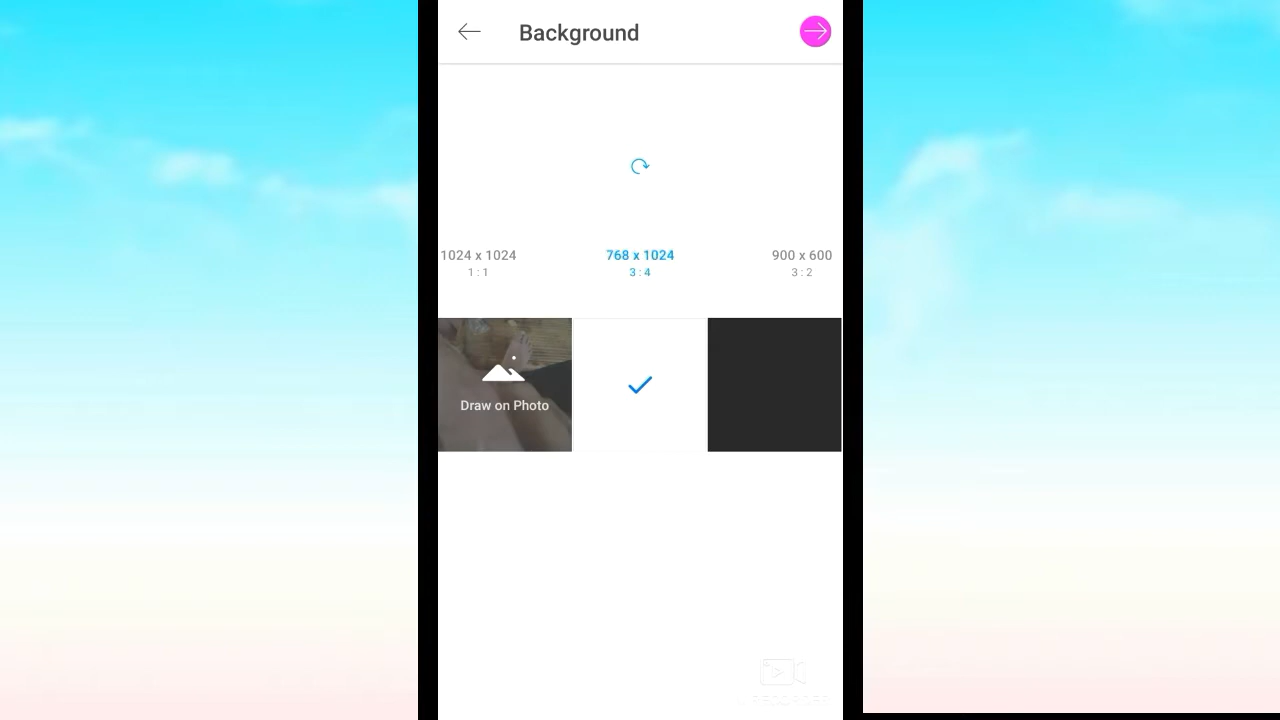 Background
1024 x 1024
1 : 1
768 x 1024
3 : 4
900 x 600
3 : 2
Draw on Photo